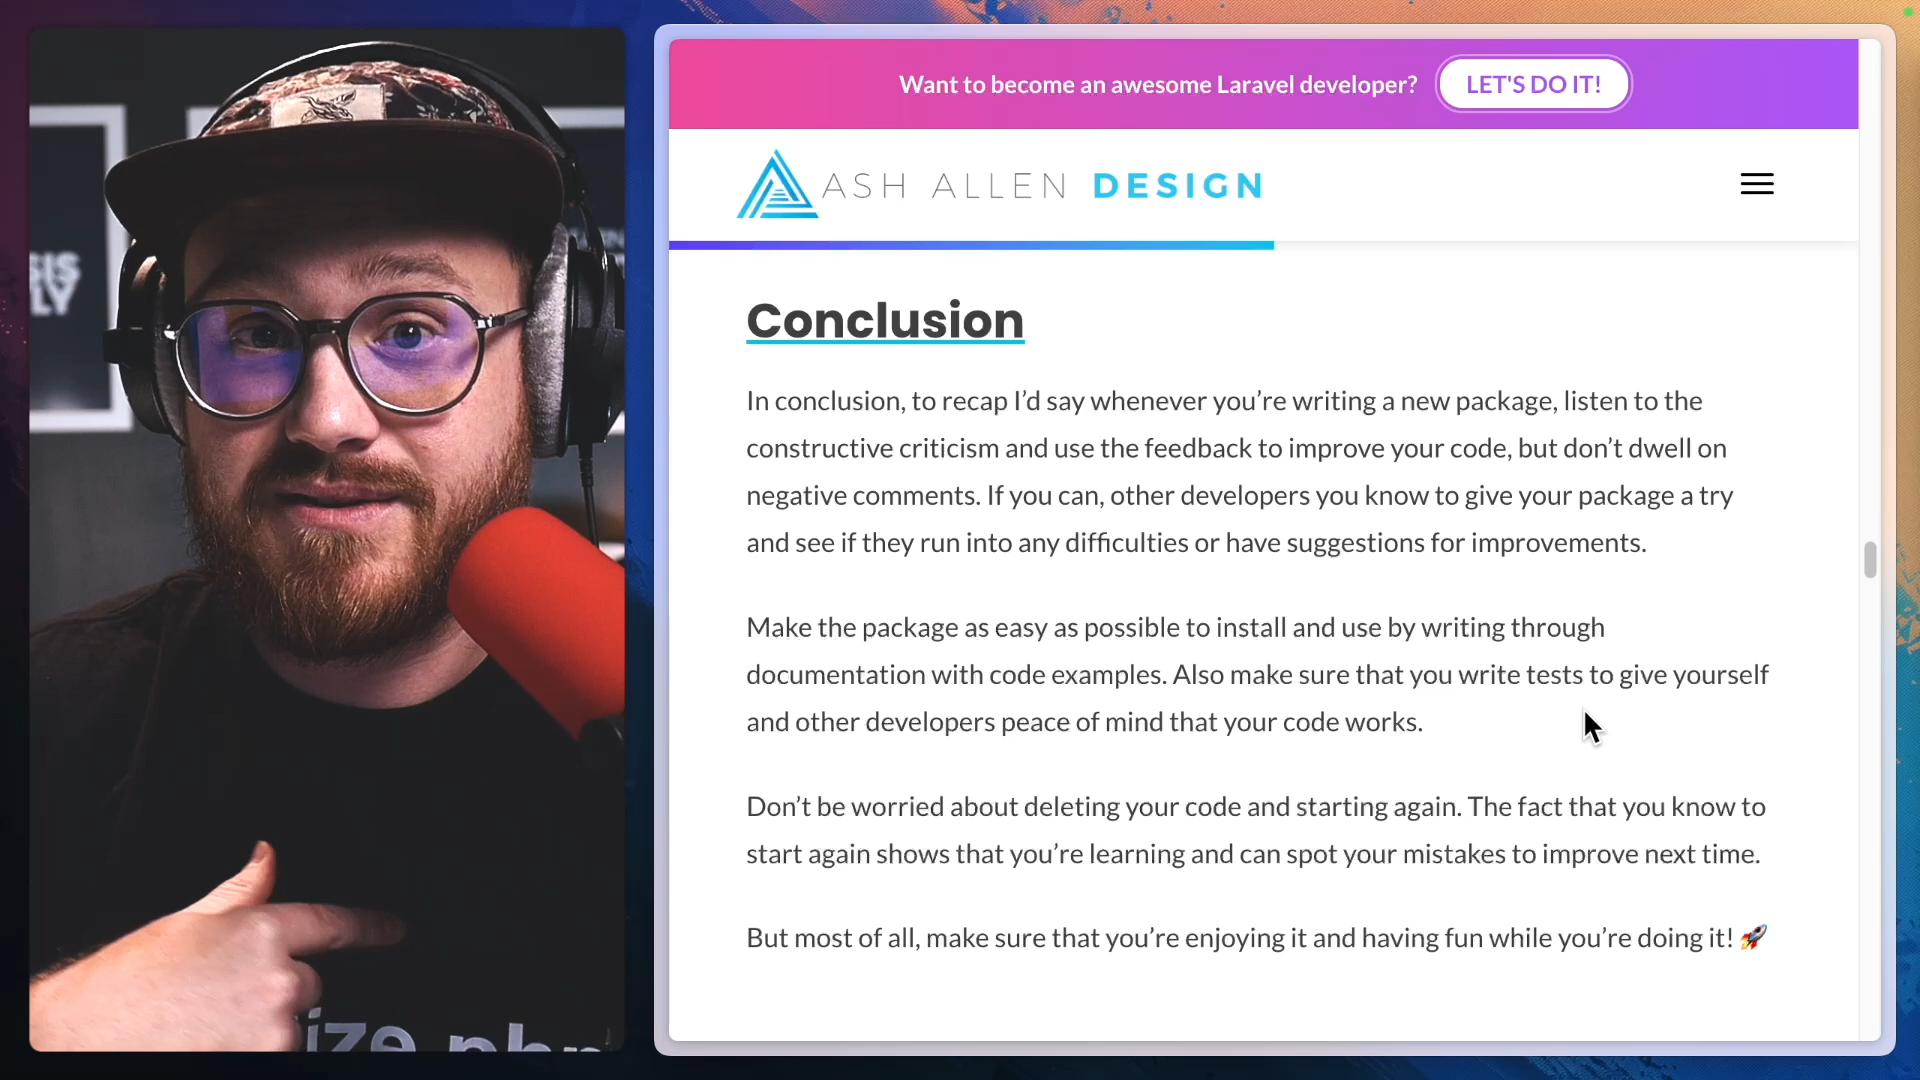 SIS
LY
ize php
Want to become an awesome Laravel developer? LET'S DO IT!
ASH ALLEN DESIGN
Conclusion
In conclusion, to recap I’d say whenever you’re writing a new package, listen to the
constructive criticism and use the feedback to improve your code, but don’t dwell on
negative comments. If you can, other developers you know to give your package a try
and see if they run into any difficulties or have suggestions for improvements.
Make the package as easy as possible to install and use by writing through
documentation with code examples. Also make sure that you write tests to give yourself
and other developers peace of mind that your code works.
Don’t be worried about deleting your code and starting again. The fact that you know to
start again shows that you’re learning and can spot your mistakes to improve next time.
But most of all, make sure that you’re enjoying it and having fun while you’re doing it! 🚀